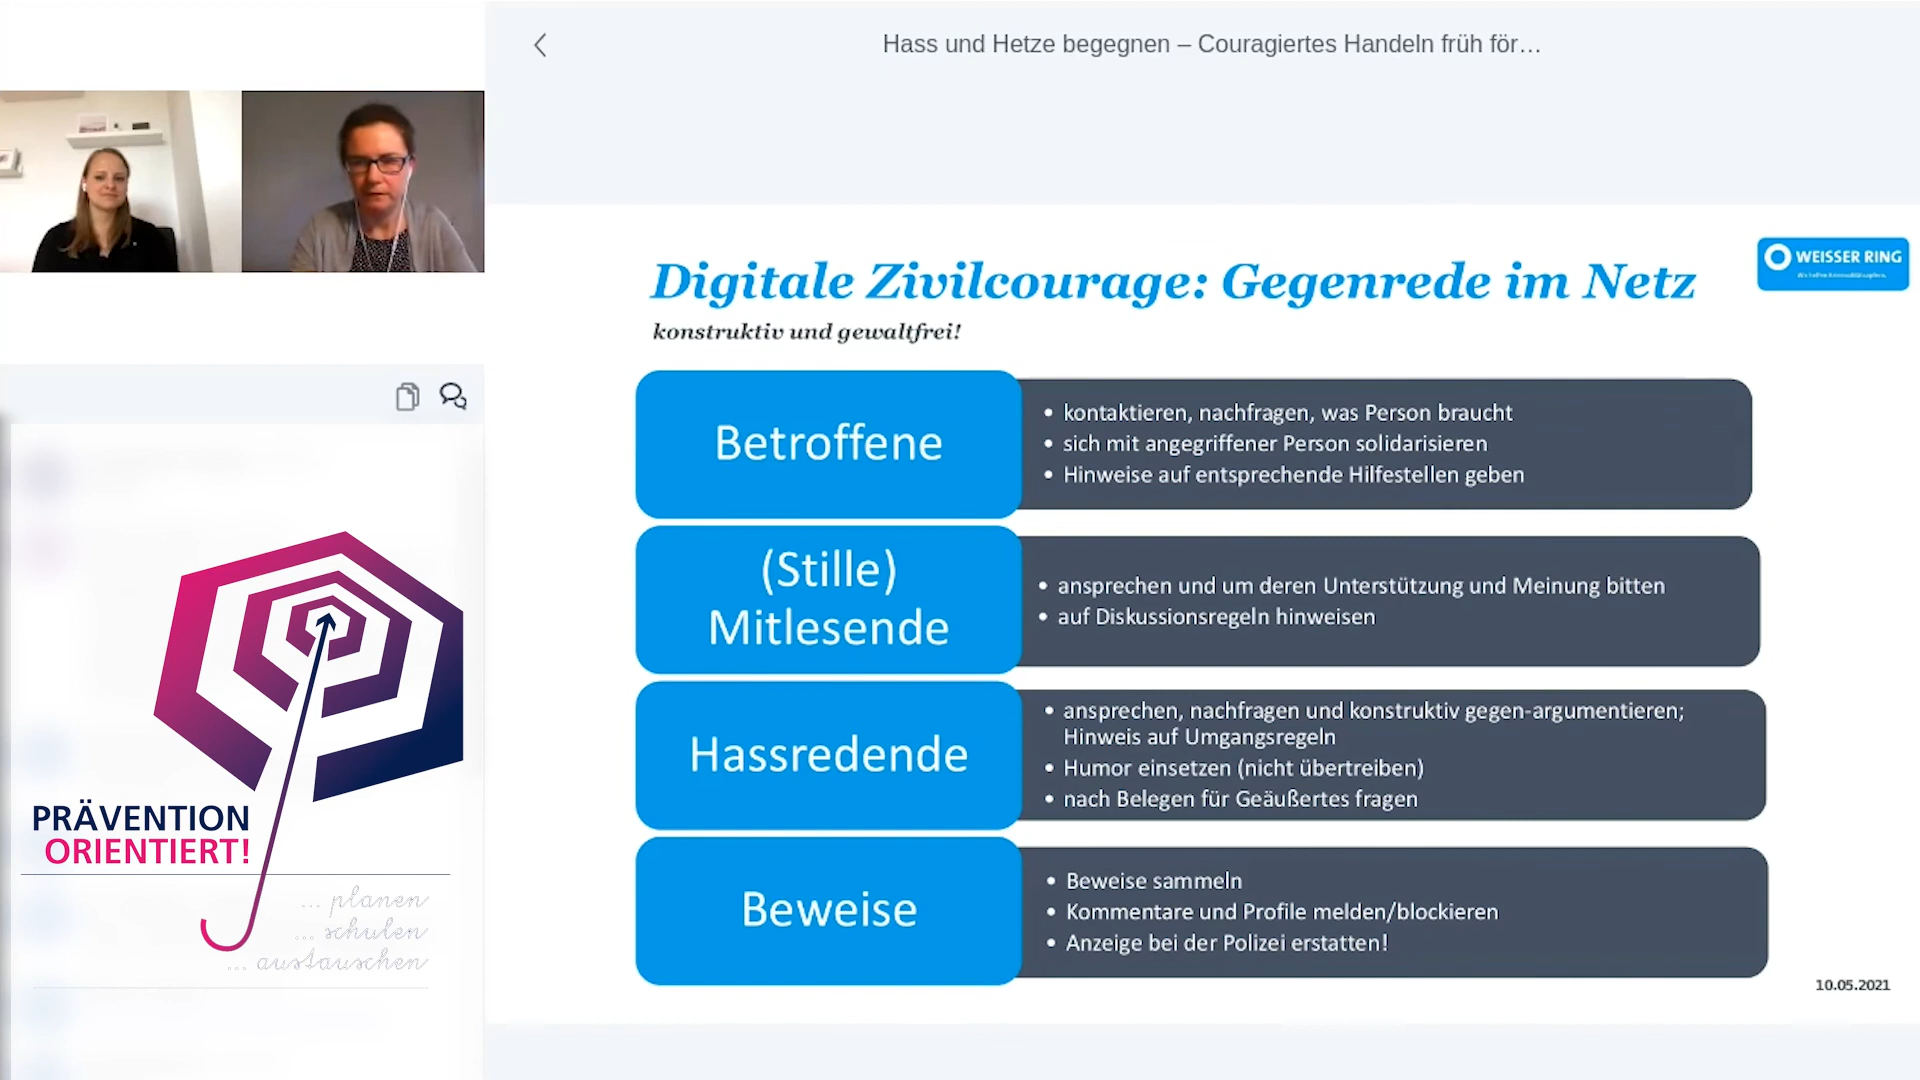 Hass und Hetze begegnen – Couragiertes Handeln früh för…
WEISSER RING
Digitale Zivilcourage: Gegenrede im Netz
konstruktiv und gewaltfrei!
Betroffene
• kontaktieren, nachfragen, was Person braucht
• sich mit angegriffener Person solidarisieren
• Hinweise auf entsprechende Hilfestellen geben
(Stille)
Mitlesende
• ansprechen und um deren Unterstützung und Meinung bitten
• auf Diskussionsregeln hinweisen
Hassredende
• ansprechen, nachfragen und konstruktiv gegen-argumentieren;
Hinweis auf Umgangsregeln
• Humor einsetzen (nicht übertreiben)
• nach Belegen für Geäußertes fragen
Beweise
• Beweise sammeln
• Kommentare und Profile melden/blockieren
• Anzeige bei der Polizei erstatten!
10.05.2021
PRÄVENTION
ORIENTIERT!
... planen
... schulen
... austauschen